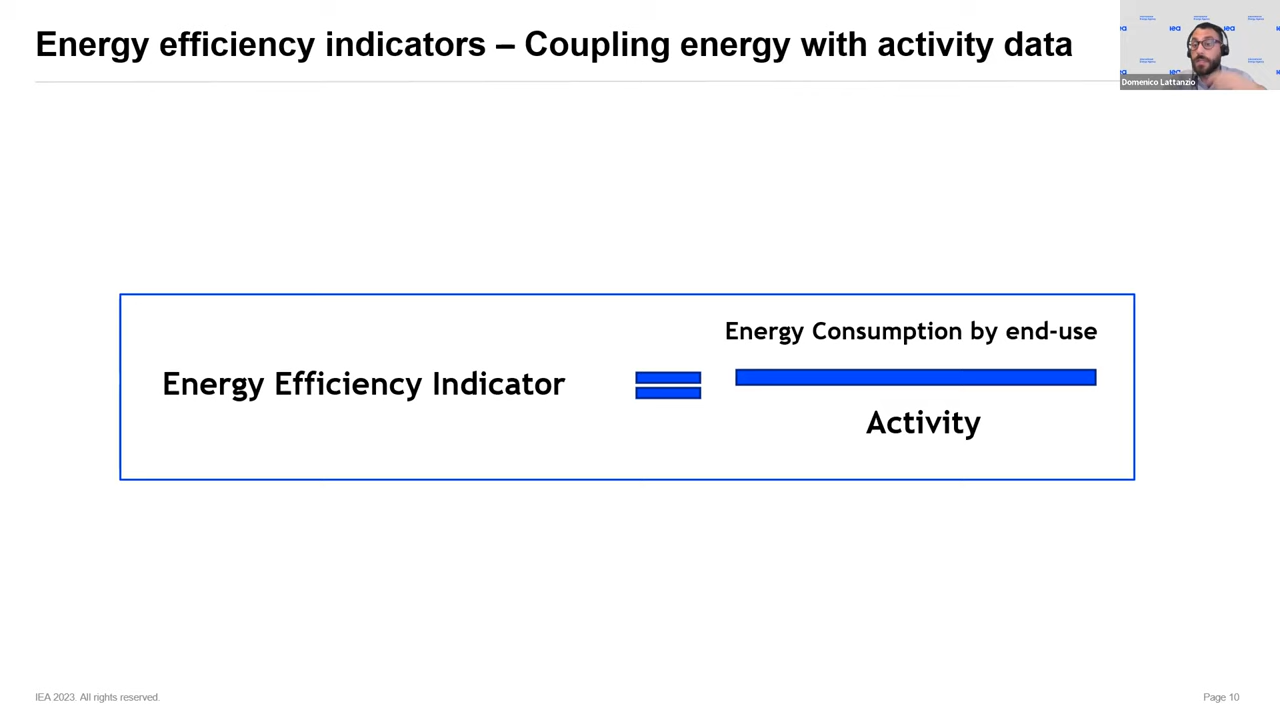 Energy efficiency indicators – Coupling energy with activity data
iea
Domenico Lattanzio
Energy Consumption by end-use
Energy Efficiency Indicator
Activity
IEA 2023. All rights reserved.
Page 10